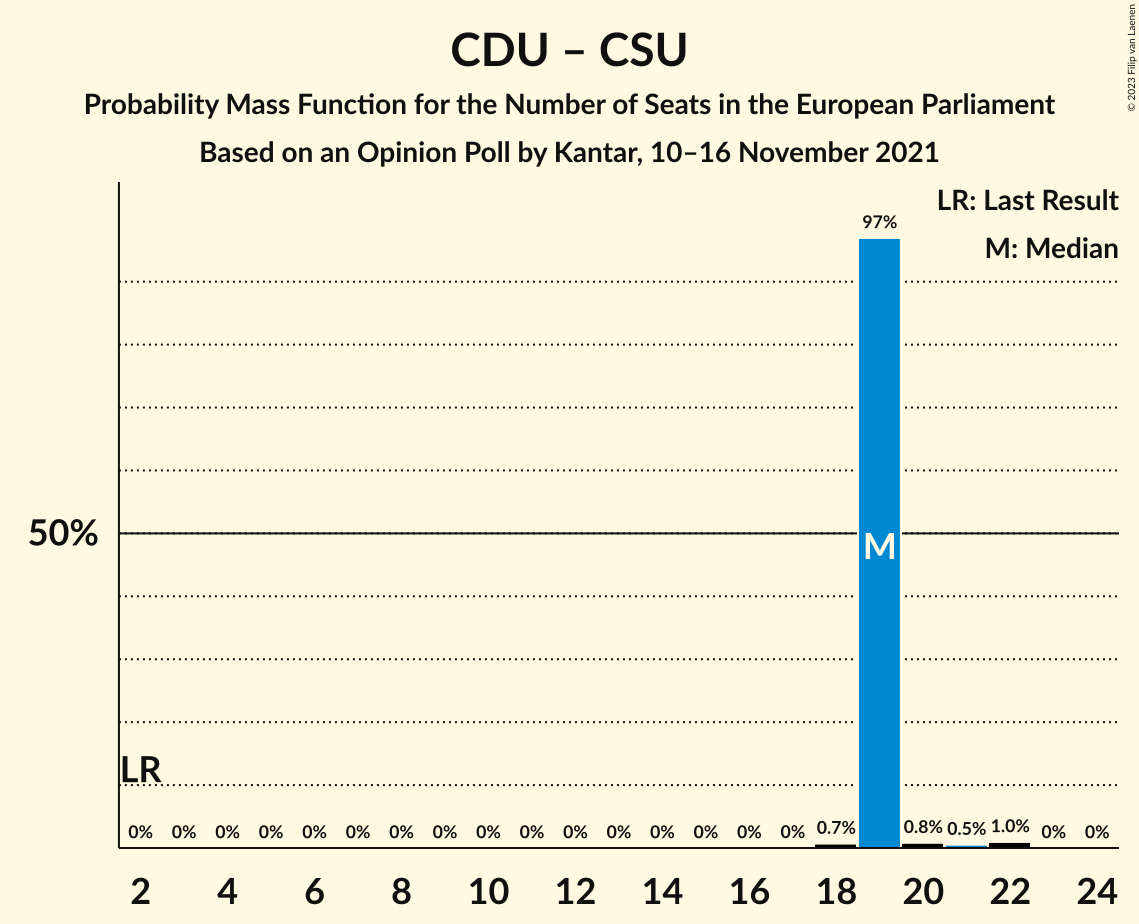 CDU – CSU
Probability Mass Function for the Number of Seats in the European Parliament
Based on an Opinion Poll by Kantar, 10–16 November 2021
© 2023 Filip van Laenen
LR: Last Result
M: Median
97%
50%
M
LR
0% 0% 0% 0% 0% 0% 0% 0% 0% 0% 0% 0% 0% 0% 0% 0% 0.7% 0.8% 0.5% 1.0% 0% 0%
2 4 6 8 10 12 14 16 18 20 22 24